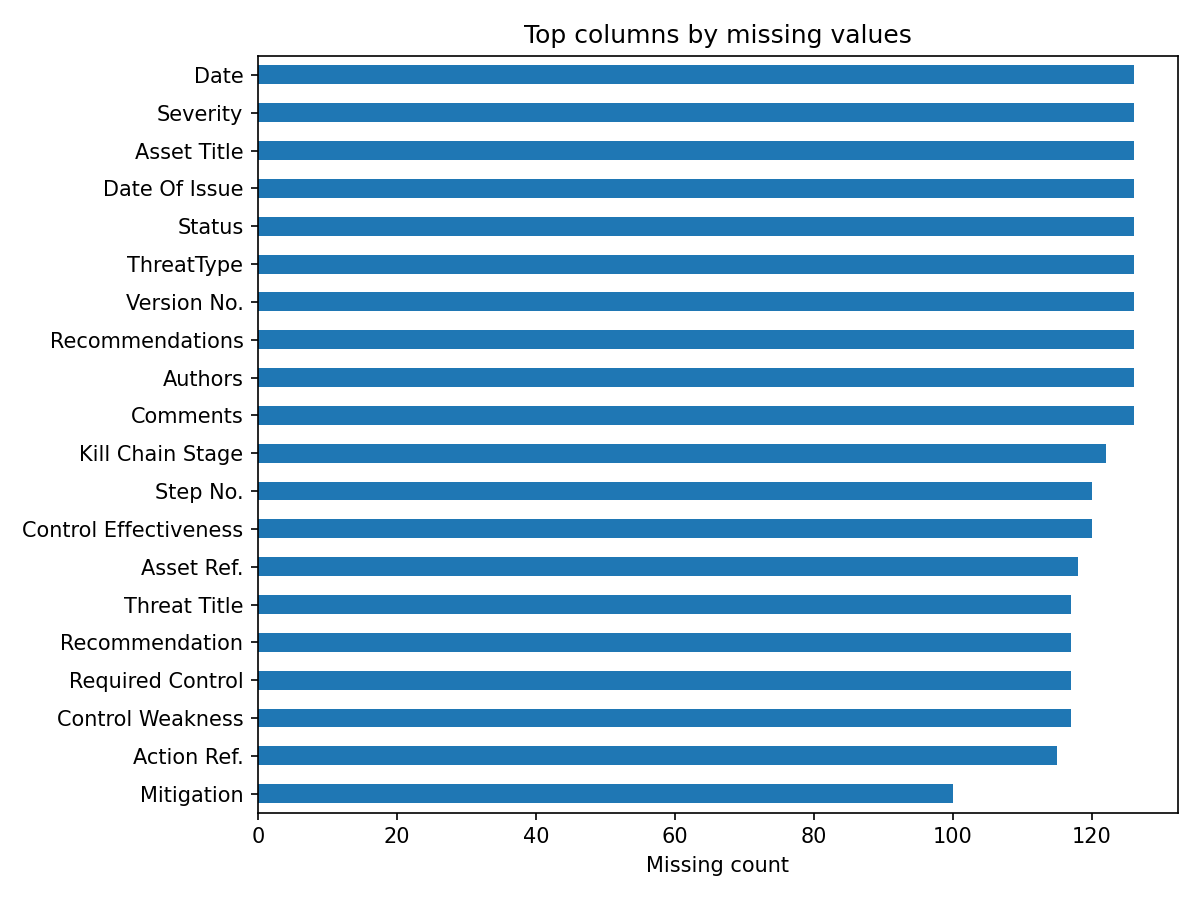 Top columns by missing values
Date
Severity
Asset Title
Date Of Issue
Status
ThreatType
Version No.
Recommendations
Authors
Comments
Kill Chain Stage
Step No.
Control Effectiveness
Asset Ref.
Threat Title
Recommendation
Required Control
Control Weakness
Action Ref.
Mitigation
0 20 40 60 80 100 120
Missing count